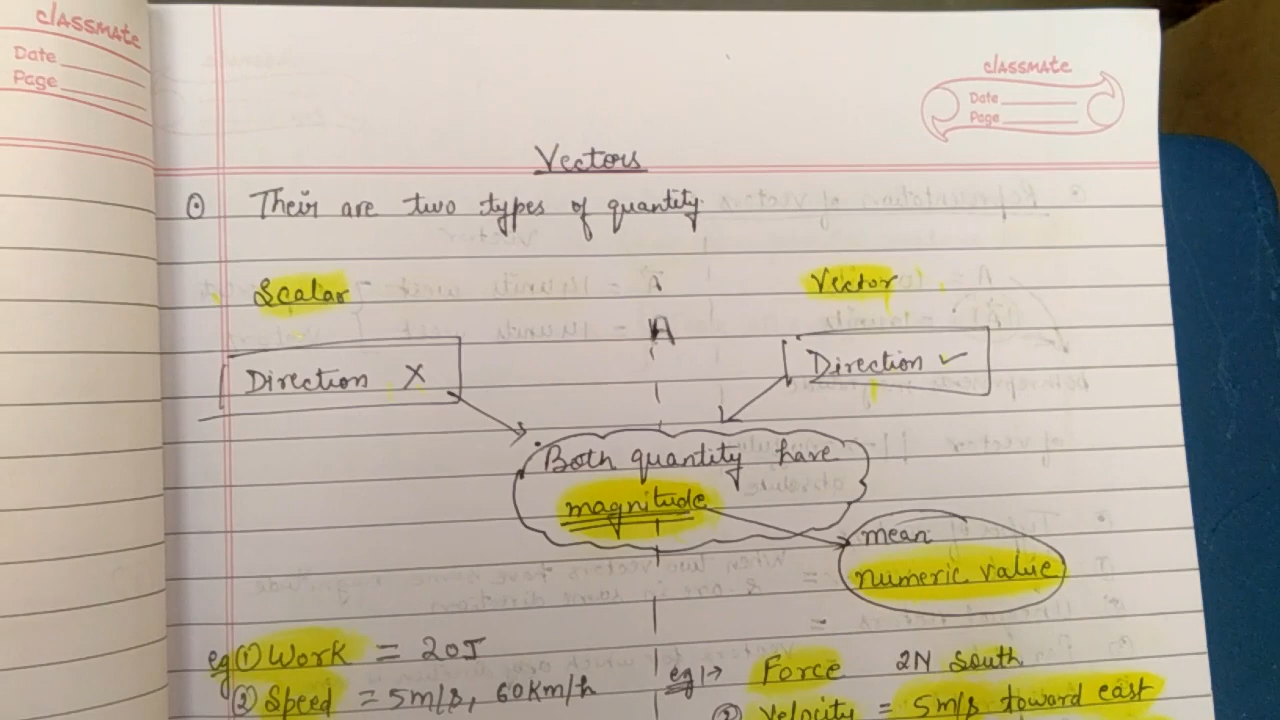 classmate
Date
Page
classmate
Date
Page
Vectors
⊙ Their are two types of quantity
Scalar
Vector
A
Direction X
Direction ✓
Both quantity have
magnitude
mean
numeric value
eg ① Work = 20J
② Speed = 5m/s, 60Km/h
eg 1→ Force 2N South
② Velocity = 5m/s toward east